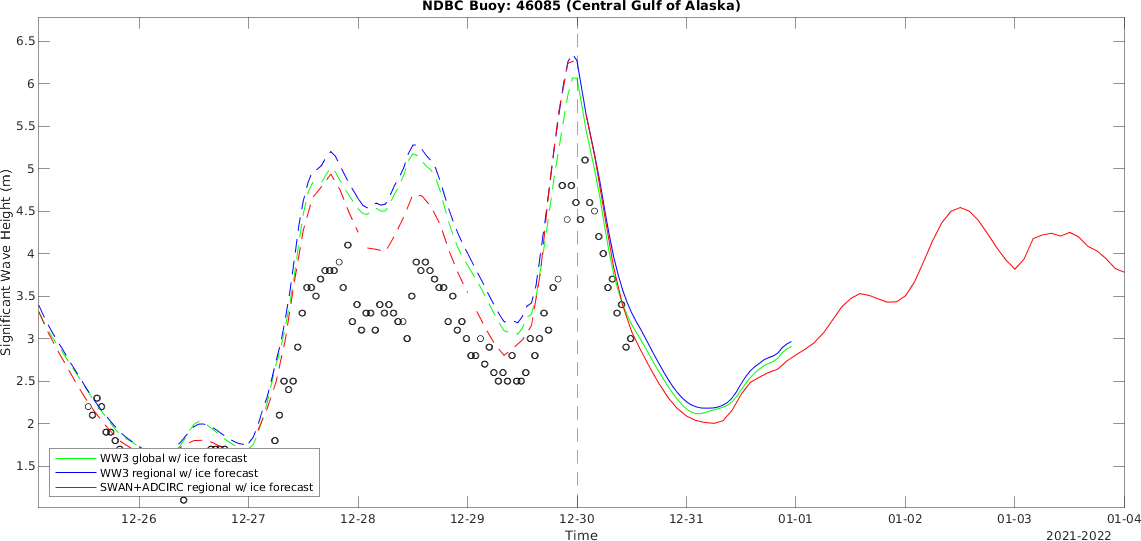 NDBC Buoy: 46085 (Central Gulf of Alaska)
Significant Wave Height (m)
6.5
6
5.5
5
4.5
4
3.5
3
2.5
2
1.5
WW3 global w/ ice forecast
WW3 regional w/ ice forecast
SWAN+ADCIRC regional w/ ice forecast
12-26 12-27 12-28 12-29 12-30 12-31 01-01 01-02 01-03 01-04
Time
2021-2022